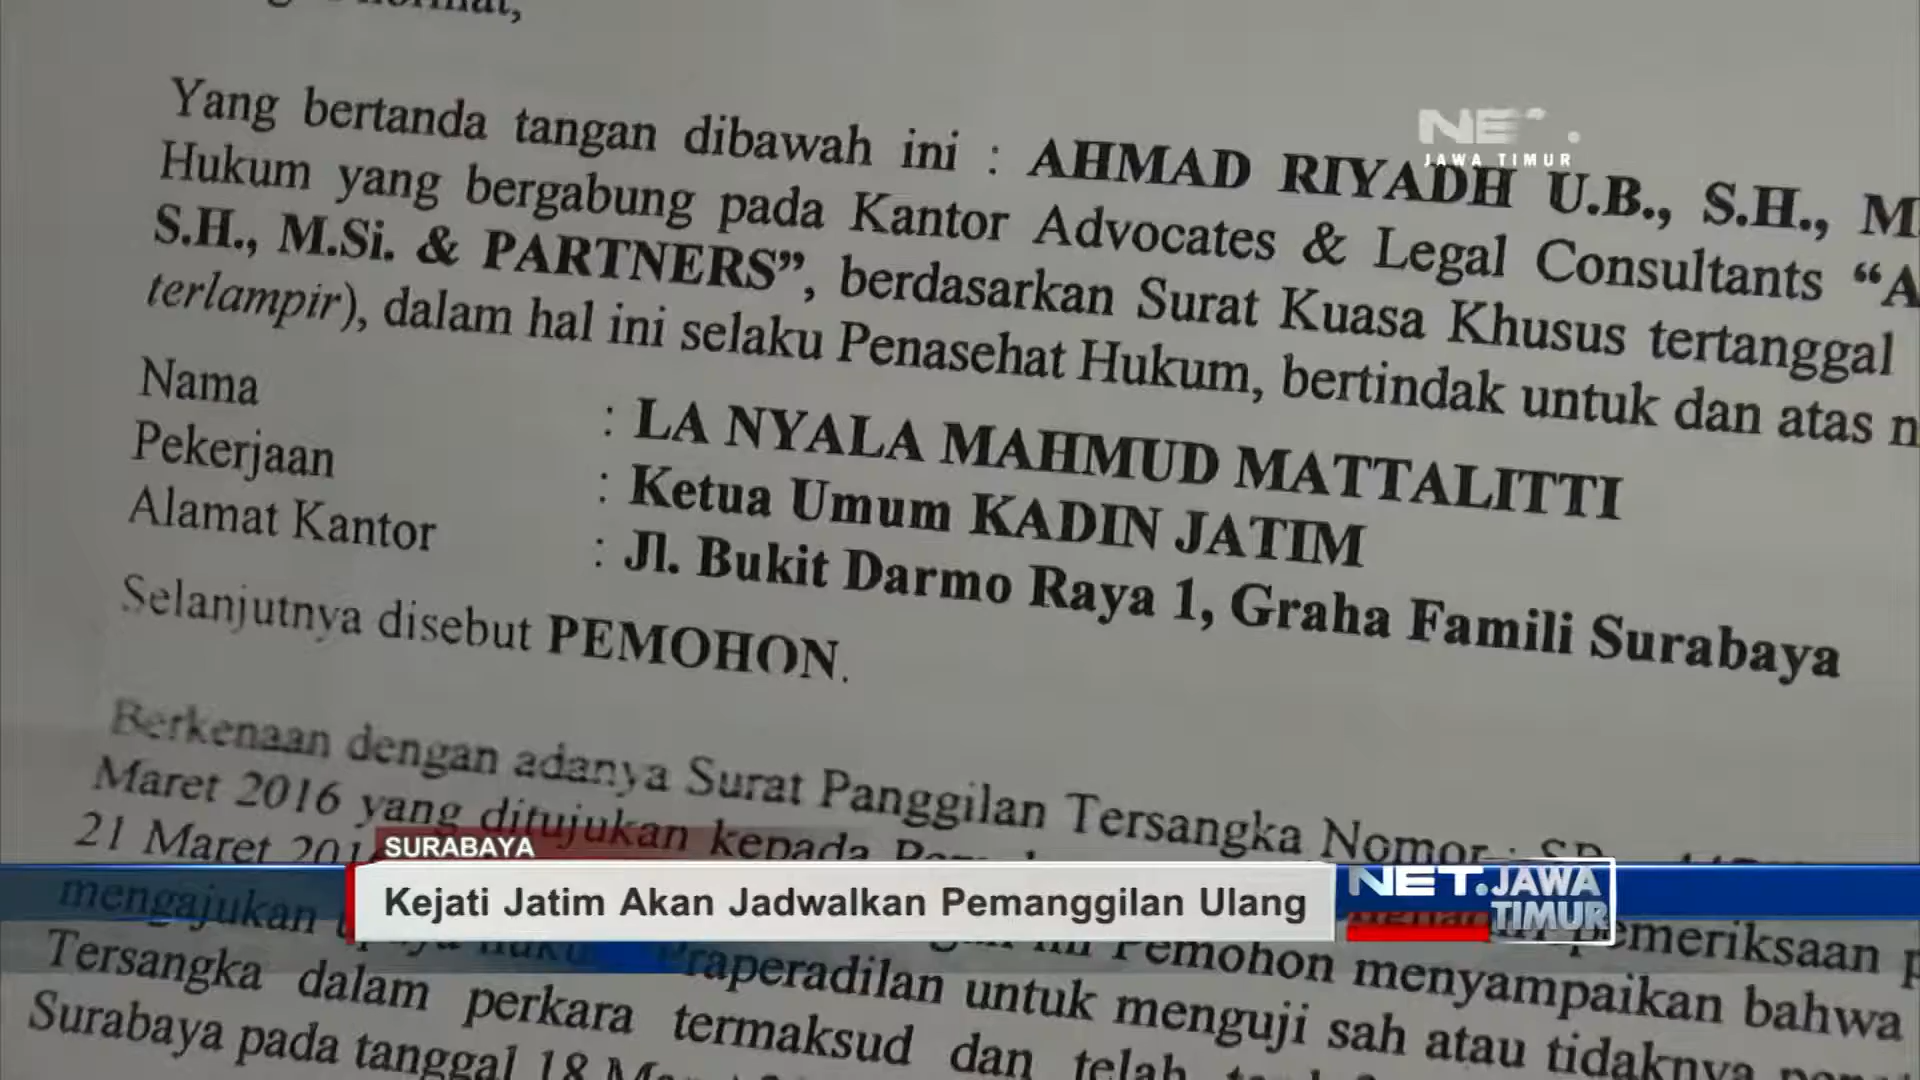 Yang bertanda tangan dibawah ini : AHMAD RIYADH U.B., S.H., M.
Hukum yang bergabung pada Kantor Advocates & Legal Consultants “A
S.H., M.Si. & PARTNERS”, berdasarkan Surat Kuasa Khusus tertanggal
terlampir), dalam hal ini selaku Penasehat Hukum, bertindak untuk dan atas n
Nama : LA NYALA MAHMUD MATTALITTI
Pekerjaan : Ketua Umum KADIN JATIM
Alamat Kantor : Jl. Bukit Darmo Raya 1, Graha Famili Surabaya
Selanjutnya disebut PEMOHON.
Berkenaan dengan adanya Surat Panggilan Tersangka Nomor :
Maret 2016 yang ditujukan kepada
21 Maret
mengajukan pemeriksaan
Praperadilan untuk menguji sah atau tidaknya
Pemohon menyampaikan bahwa
Tersangka dalam perkara termaksud dan telah
Surabaya pada tanggal 18
NET.
JAWA TIMUR
SURABAYA
Kejati Jatim Akan Jadwalkan Pemanggilan Ulang
NET. JAWA
TIMUR